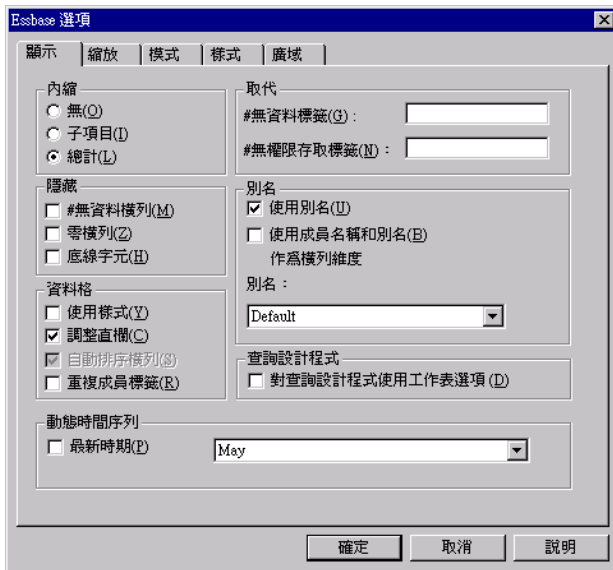 Essbase 選項
顯示 縮放 模式 樣式 廣域
內縮
無(O)
子項目(I)
總計(L)
隱藏
#無資料橫列(M)
零橫列(Z)
底線字元(H)
資料格
使用樣式(Y)
調整直欄(C)
自動排序橫列(S)
重複成員標籤(R)
取代
#無資料標籤(G)：
#無權限存取標籤(N)：
別名
使用別名(U)
使用成員名稱和別名(B)
作為橫列維度
別名：
Default
查詢設計程式
對查詢設計程式使用工作表選項(D)
動態時間序列
最新時期(P) May
確定 取消 說明